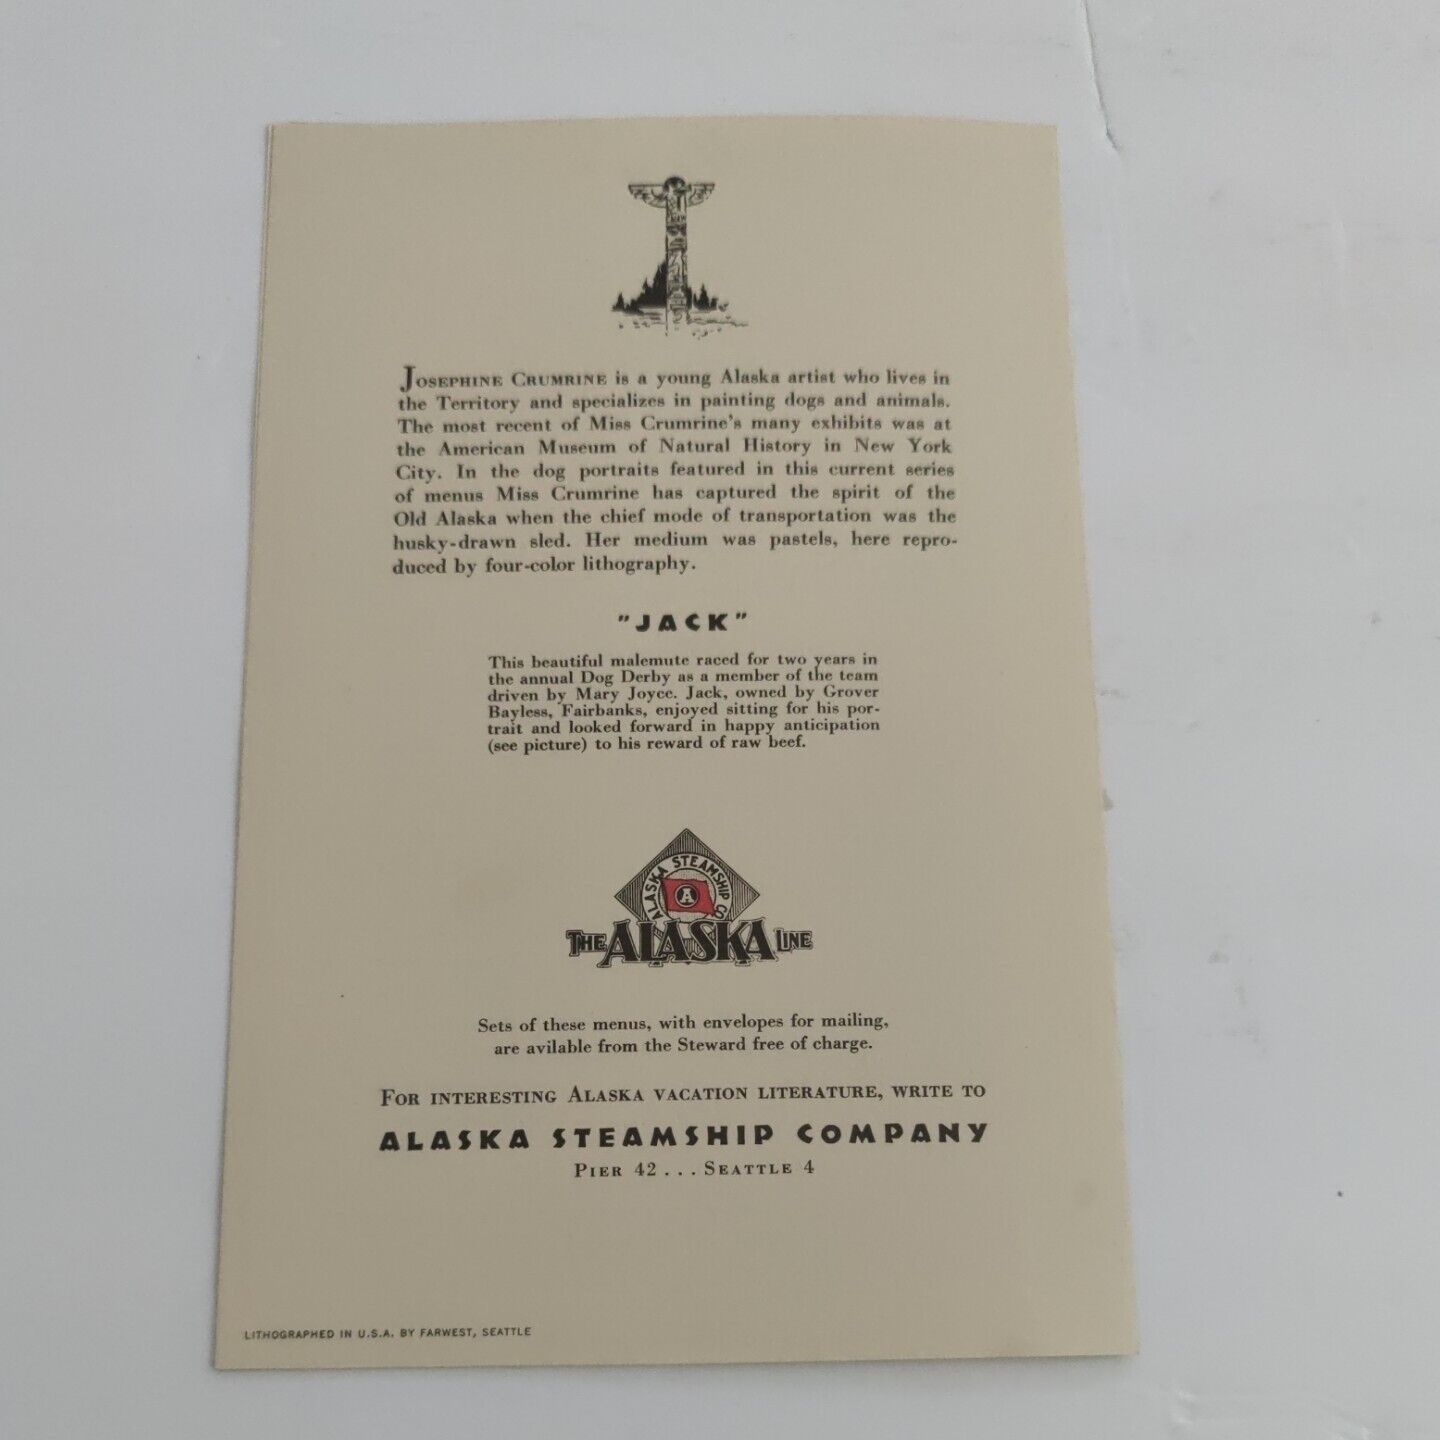 JOSEPHINE CRUMRINE is a young Alaska artist who lives in
the Territory and specializes in painting dogs and animals.
The most recent of Miss Crumrine's many exhibits was at
the American Museum of Natural History in New York
City. In the dog portraits featured in this current series
of menus Miss Crumrine has captured the spirit of the
Old Alaska when the chief mode of transportation was the
husky-drawn sled. Her medium was pastels, here repro-
duced by four-color lithography.
"JACK"
This beautiful malemute raced for two years in
the annual Dog Derby as a member of the team
driven by Mary Joyce. Jack, owned by Grover
Bayless, Fairbanks, enjoyed sitting for his por-
trait and looked forward in happy anticipation
(see picture) to his reward of raw beef.
ALASKA STEAMSHIP CO
A
THE ALASKA LINE
Sets of these menus, with envelopes for mailing,
are avilable from the Steward free of charge.
FOR INTERESTING ALASKA VACATION LITERATURE, WRITE TO
ALASKA STEAMSHIP COMPANY
PIER 42 . . . SEATTLE 4
LITHOGRAPHED IN U.S.A. BY FARWEST, SEATTLE